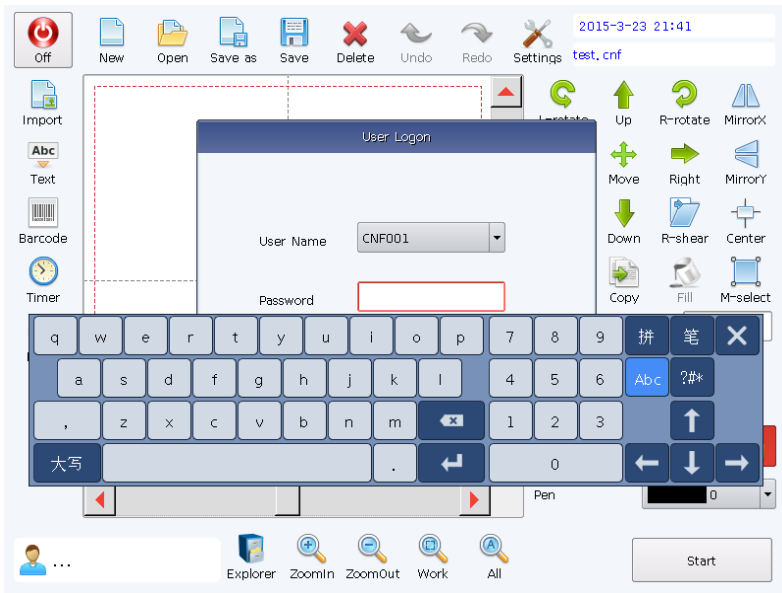 2015-3-23 21:41
test.cnf
Off
New
Open
Save as
Save
Delete
Undo
Redo
Settings
Import
Up
R-rotate
MirrorX
User Logon
Abc
Text
Move
Right
MirrorY
Barcode
User Name
CNF001
Down
R-shear
Center
Timer
Password
Copy
Fill
M-select
q w e r t y u i o p 7 8 9 拼 笔
a s d f g h j k l 4 5 6 Abc ?#*
, z x c v b n m 1 2 3
大写 . 0
Pen
0
...
Explorer
ZoomIn
ZoomOut
Work
All
Start